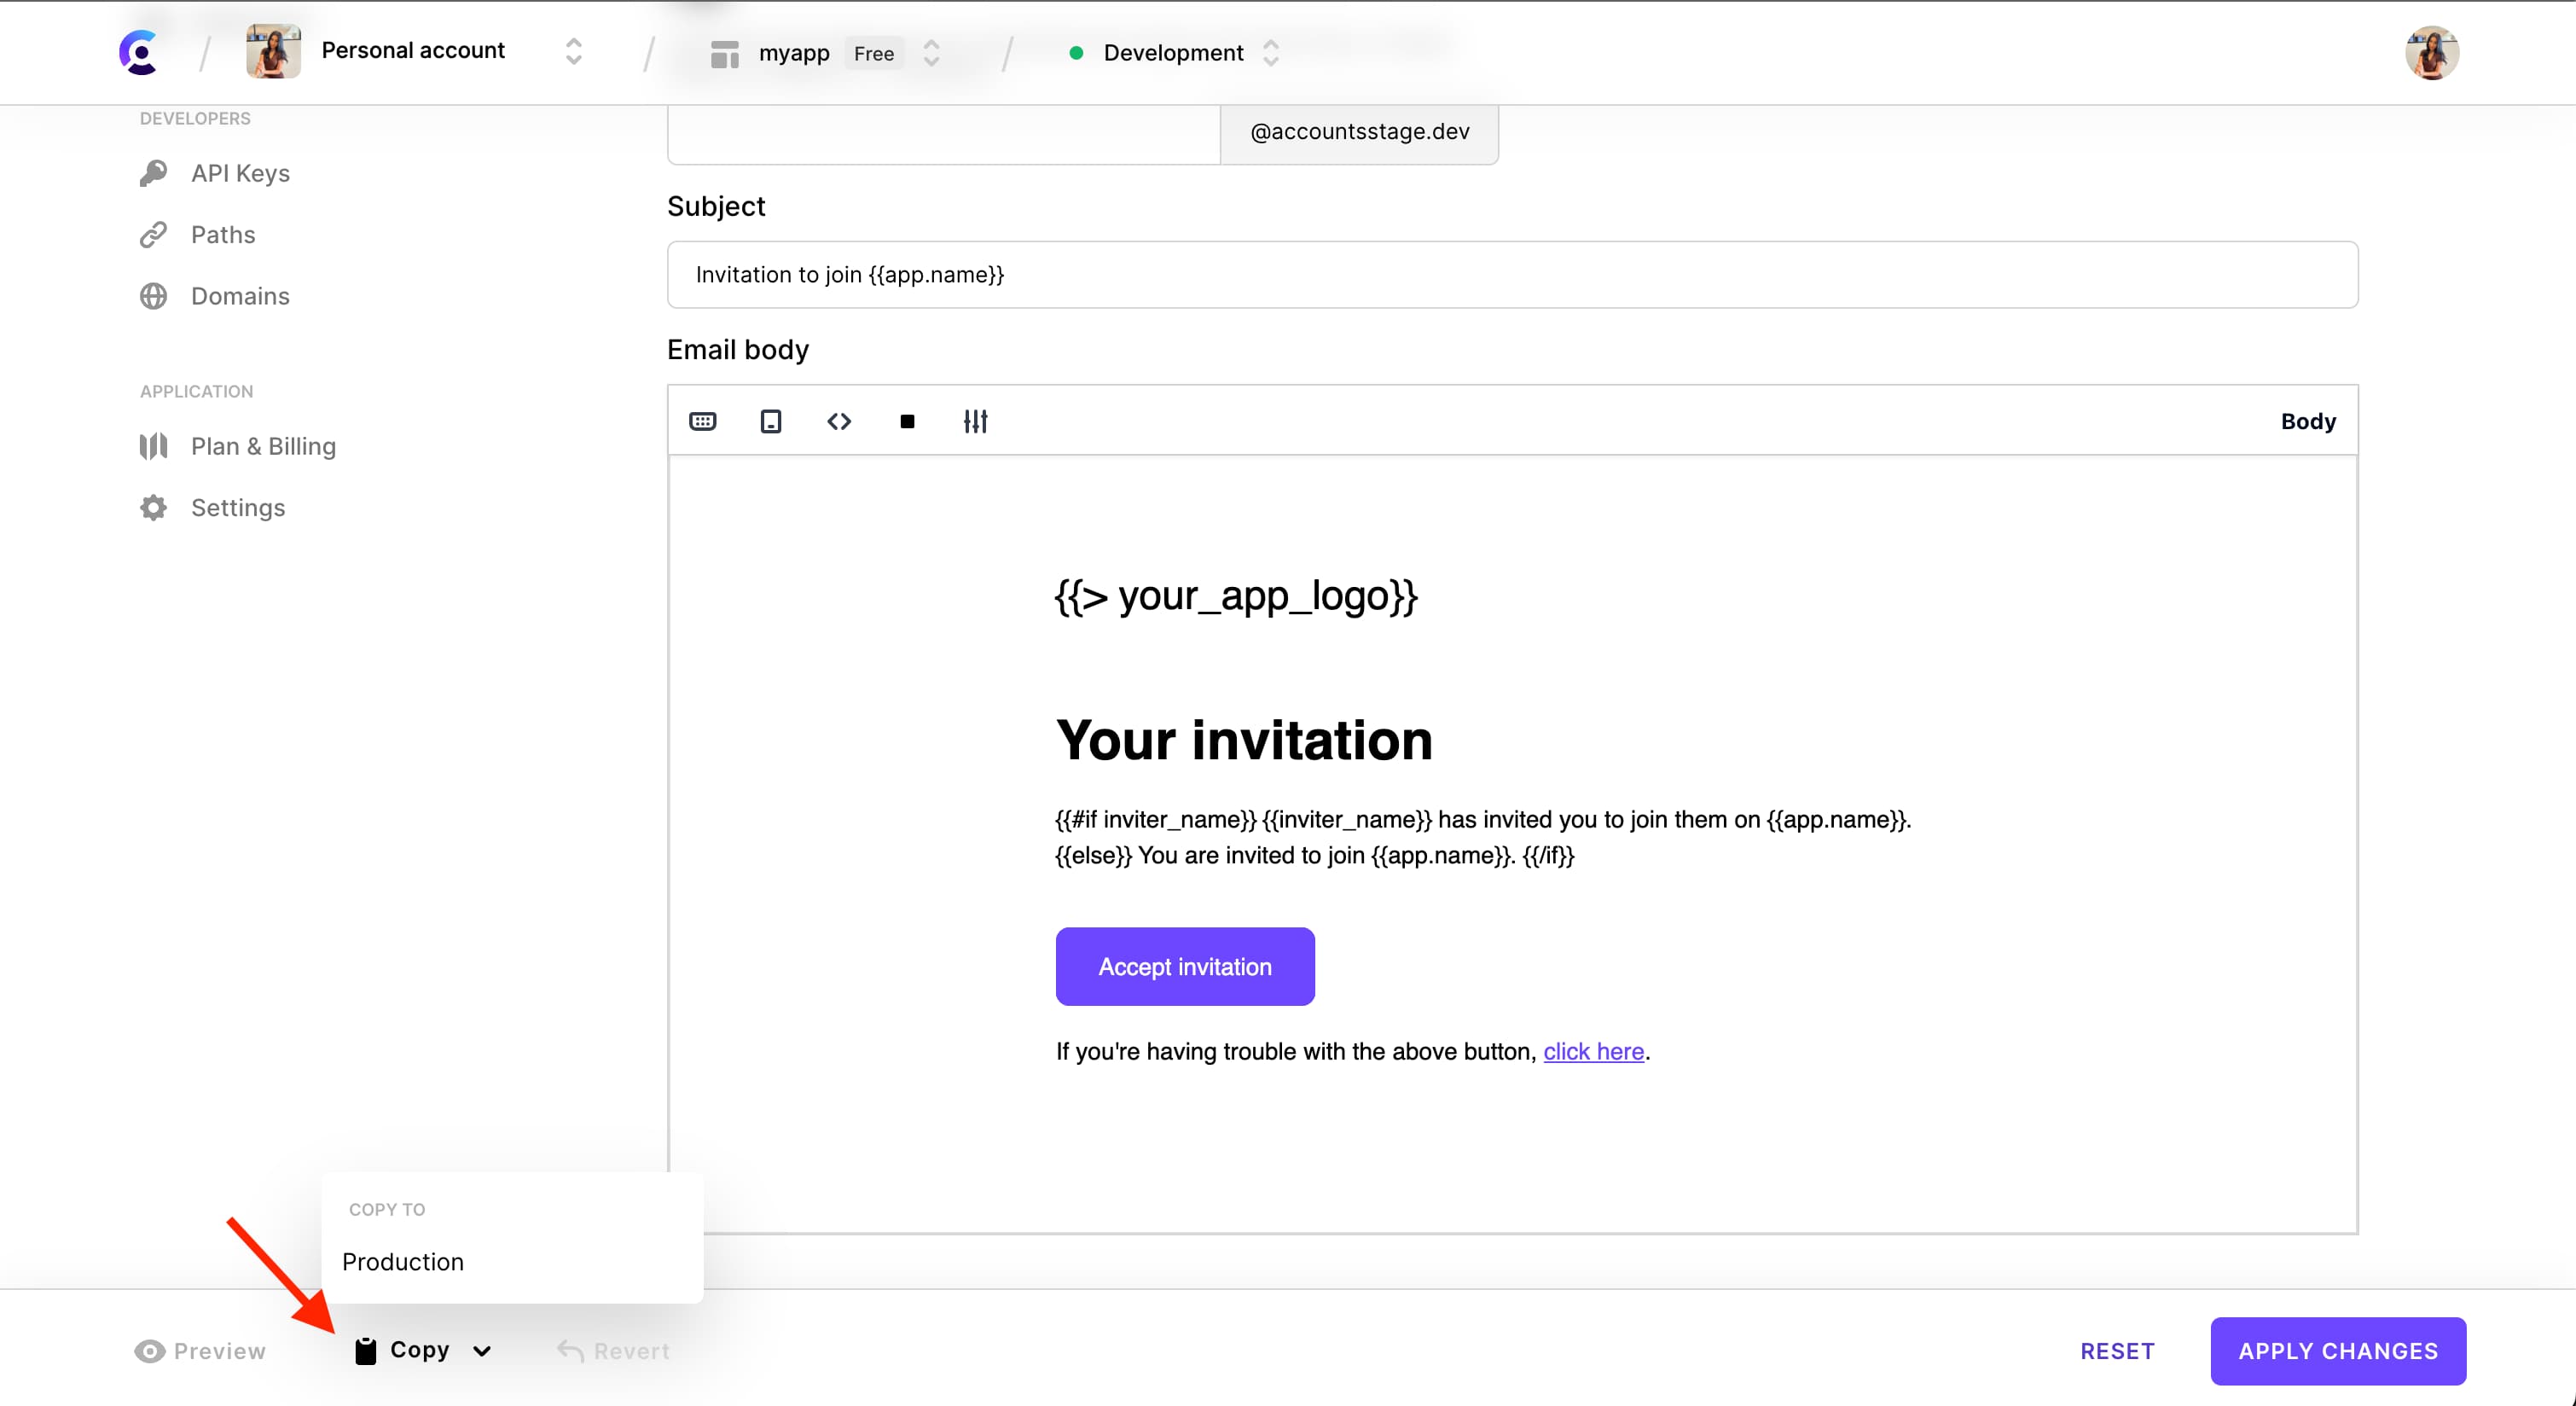 Personal account
myapp Free
Development
DEVELOPERS
API Keys
Paths
Domains
APPLICATION
Plan & Billing
Settings
@accountsstage.dev
Subject
Invitation to join {{app.name}}
Email body
Body
{{> your_app_logo}}
Your invitation
{{#if inviter_name}} {{inviter_name}} has invited you to join them on {{app.name}}.
{{else}} You are invited to join {{app.name}}. {{/if}}
Accept invitation
If you're having trouble with the above button, click here.
COPY TO
Production
Preview
Copy
Revert
RESET
APPLY CHANGES